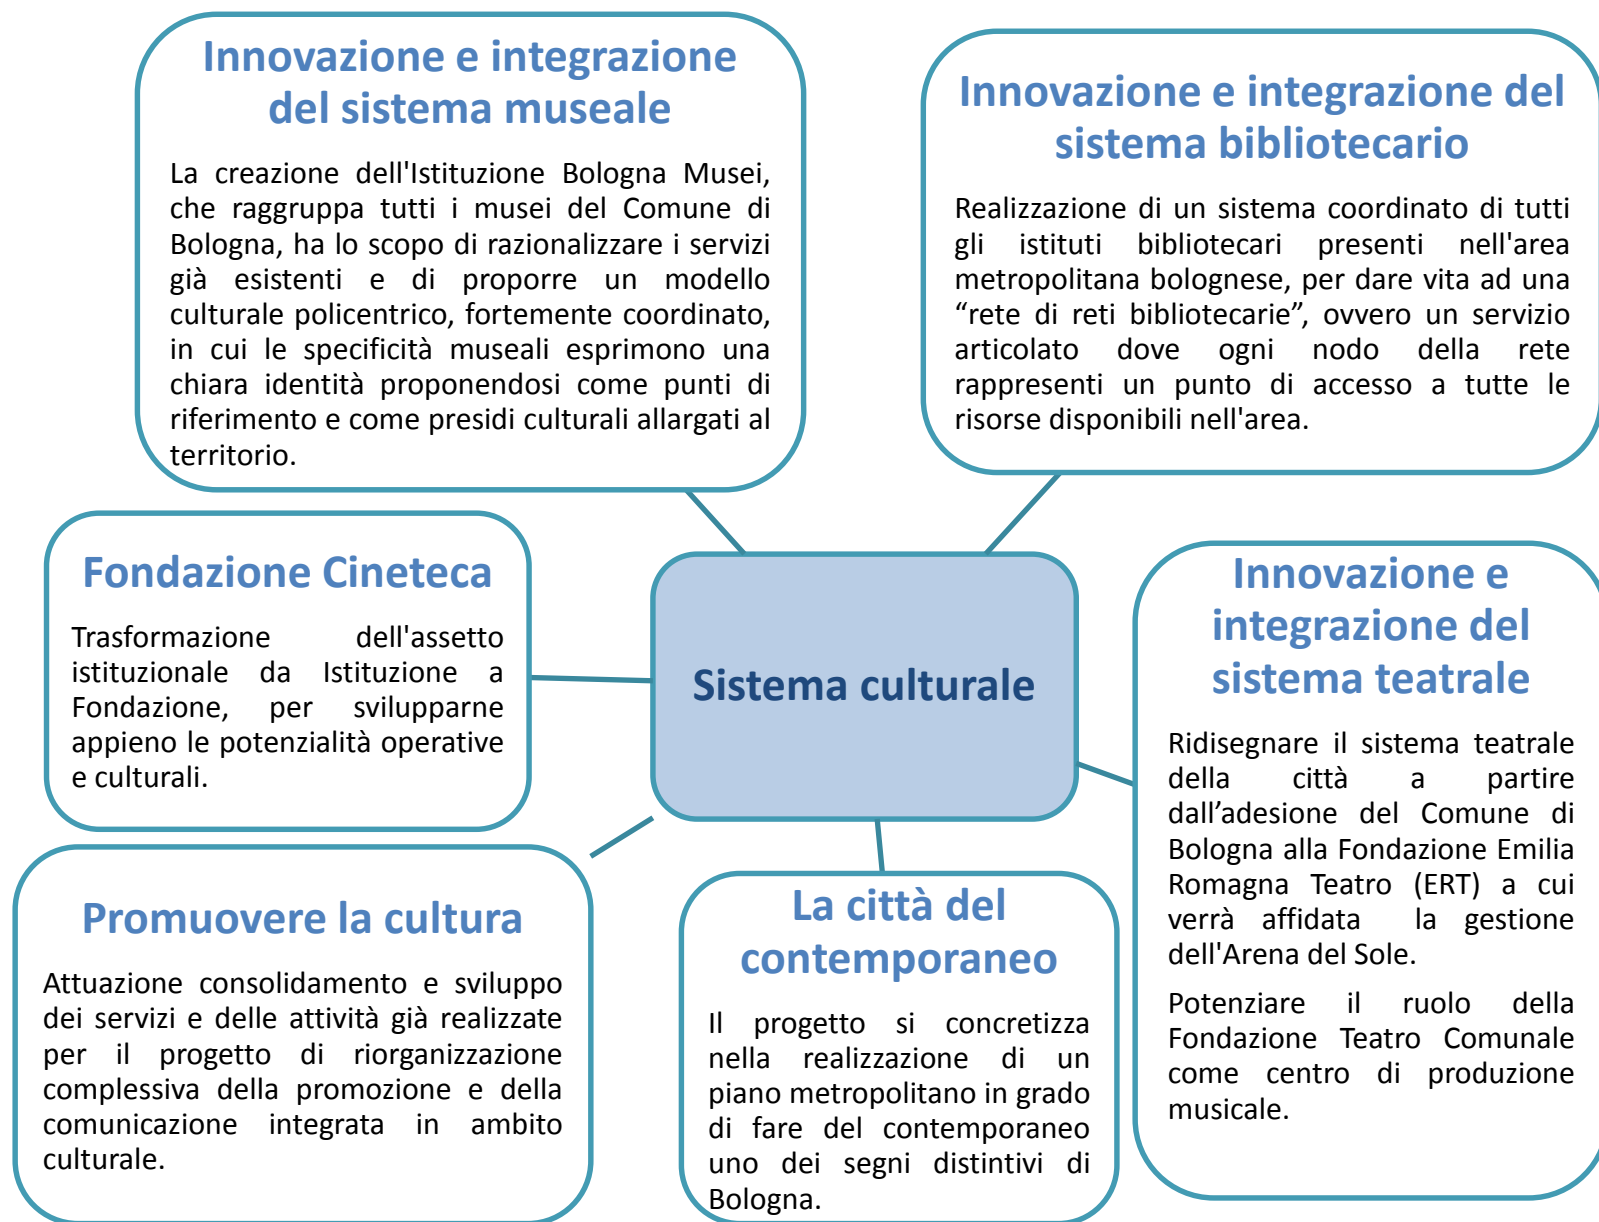 Innovazione e integrazione
del sistema museale
La creazione dell'Istituzione Bologna Musei,
che raggruppa tutti i musei del Comune di
Bologna, ha lo scopo di razionalizzare i servizi
già esistenti e di proporre un modello
culturale policentrico, fortemente coordinato,
in cui le specificità museali esprimono una
chiara identità proponendosi come punti di
riferimento e come presidi culturali allargati al
territorio.
Innovazione e integrazione del
sistema bibliotecario
Realizzazione di un sistema coordinato di tutti
gli istituti bibliotecari presenti nell'area
metropolitana bolognese, per dare vita ad una
“rete di reti bibliotecarie”, ovvero un servizio
articolato dove ogni nodo della rete
rappresenti un punto di accesso a tutte le
risorse disponibili nell'area.
Fondazione Cineteca
Trasformazione dell'assetto
istituzionale da Istituzione a
Fondazione, per svilupparne
appieno le potenzialità operative
e culturali.
Sistema culturale
Innovazione e
integrazione del
sistema teatrale
Ridisegnare il sistema teatrale
della città a partire
dall’adesione del Comune di
Bologna alla Fondazione Emilia
Romagna Teatro (ERT) a cui
verrà affidata la gestione
dell'Arena del Sole.
Potenziare il ruolo della
Fondazione Teatro Comunale
come centro di produzione
musicale.
Promuovere la cultura
Attuazione consolidamento e sviluppo
dei servizi e delle attività già realizzate
per il progetto di riorganizzazione
complessiva della promozione e della
comunicazione integrata in ambito
culturale.
La città del
contemporaneo
Il progetto si concretizza
nella realizzazione di un
piano metropolitano in grado
di fare del contemporaneo
uno dei segni distintivi di
Bologna.